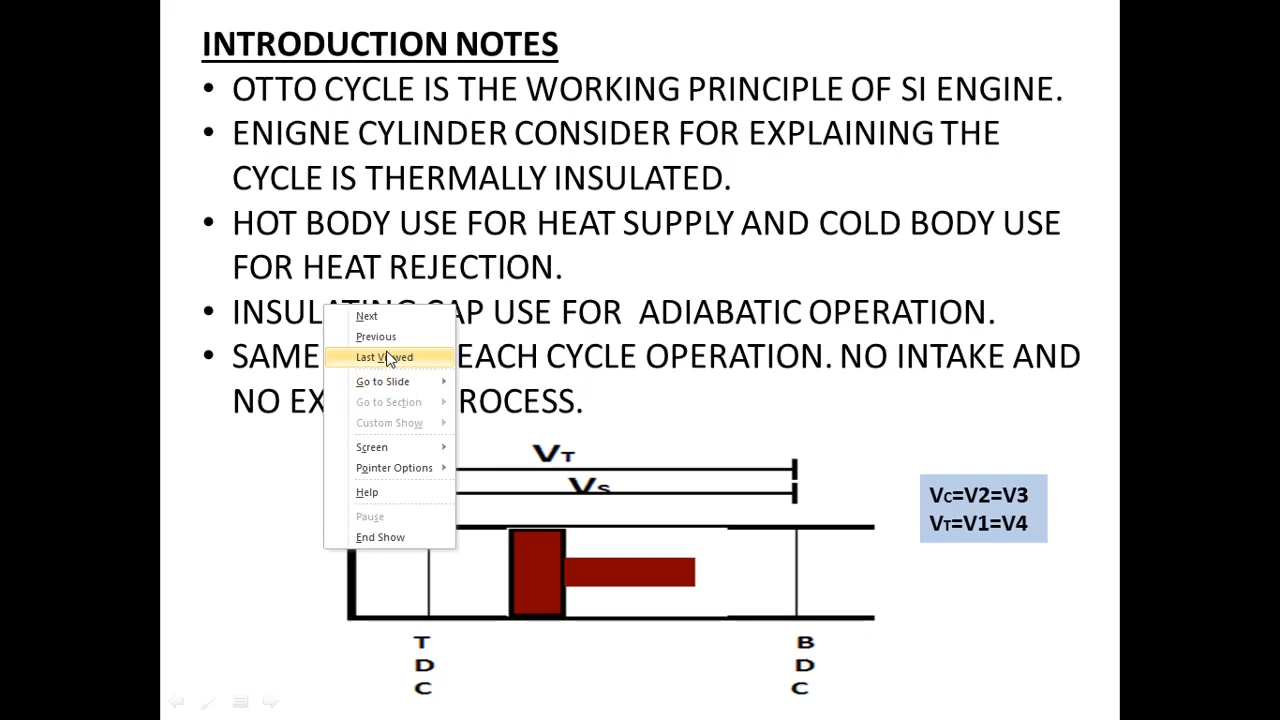 INTRODUCTION NOTES
• OTTO CYCLE IS THE WORKING PRINCIPLE OF SI ENGINE.
• ENIGNE CYLINDER CONSIDER FOR EXPLAINING THE
CYCLE IS THERMALLY INSULATED.
• HOT BODY USE FOR HEAT SUPPLY AND COLD BODY USE
FOR HEAT REJECTION.
• INSULATING CAP USE FOR ADIABATIC OPERATION.
• SAME EACH CYCLE OPERATION. NO INTAKE AND
NO EX ROCESS.
Next
Previous
Last Viewed
Go to Slide
Go to Section
Custom Show
Screen
Pointer Options
Help
Pause
End Show
VT
VS
VC=V2=V3
VT=V1=V4
T
D
C
B
D
C